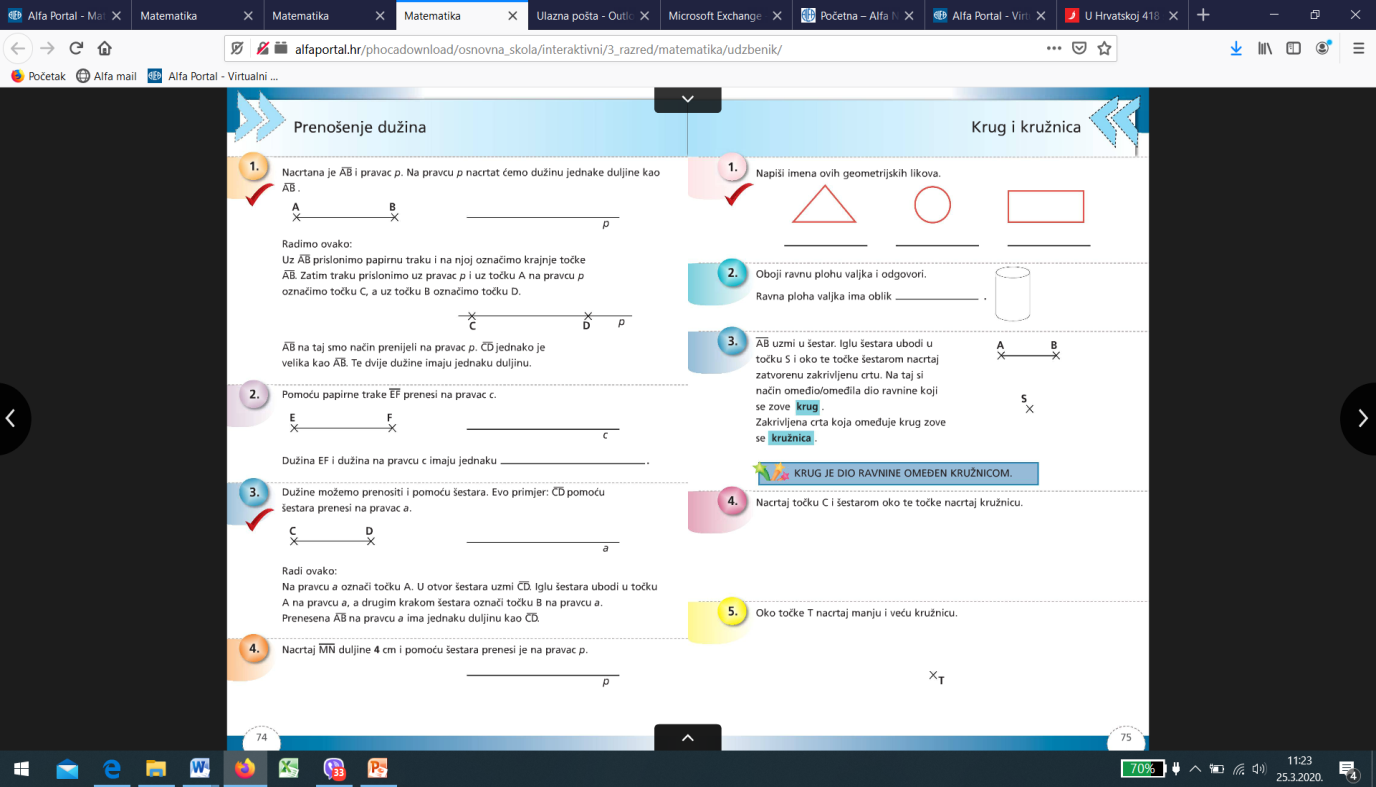 Alfa Portal - Mat
Matematika
Matematika
Matematika
Ulazna pošta - Outlo
Microsoft Exchange
Početna – Alfa N
Alfa Portal - Virt
U Hrvatskoj 418
alfaportal.hr/phocadownload/osnovna_skola/interaktivni/3_razred/matematika/udzbenik/
Početak
Alfa mail
Alfa Portal - Virtualni ...
Prenošenje dužina
1.
Nacrtana je AB i pravac p. Na pravcu p nacrtat ćemo dužinu jednake duljine kao
AB .
A B
p
Radimo ovako:
Uz AB prislonimo papirnu traku i na njoj označimo krajnje točke
AB. Zatim traku prislonimo uz pravac p i uz točku A na pravcu p
označimo točku C, a uz točku B označimo točku D.
C D p
AB na taj smo način prenijeli na pravac p. CD jednako je
velika kao AB. Te dvije dužine imaju jednaku duljinu.
2.
Pomoću papirne trake EF prenesi na pravac c.
E F
c
Dužina EF i dužina na pravcu c imaju jednaku ____________ .
3.
Dužine možemo prenositi i pomoću šestara. Evo primjer: CD pomoću
šestara prenesi na pravac a.
C D
a
Radi ovako:
Na pravcu a označi točku A. U otvor šestara uzmi CD. Iglu šestara ubodi u točku
A na pravcu a, a drugim krakom šestara označi točku B na pravcu a.
Prenesena AB na pravcu a ima jednaku duljinu kao CD.
4.
Nacrtaj MN duljine 4 cm i pomoću šestara prenesi je na pravac p.
p
74
Krug i kružnica
1.
Napiši imena ovih geometrijskih likova.
2.
Oboji ravnu plohu valjka i odgovori.
Ravna ploha valjka ima oblik ____________ .
3.
AB uzmi u šestar. Iglu šestara ubodi u
točku S i oko te točke šestarom nacrtaj
zatvorenu zakrivljenu crtu. Na taj si
način omeđio/omeđila dio ravnine koji
se zove krug .
Zakrivljena crta koja omeđuje krug zove
se kružnica .
A B
S
KRUG JE DIO RAVNINE OMEĐEN KRUŽNICOM.
4.
Nacrtaj točku C i šestarom oko te točke nacrtaj kružnicu.
5.
Oko točke T nacrtaj manju i veću kružnicu.
T
75
33
70%
11:23
25.3.2020.
4